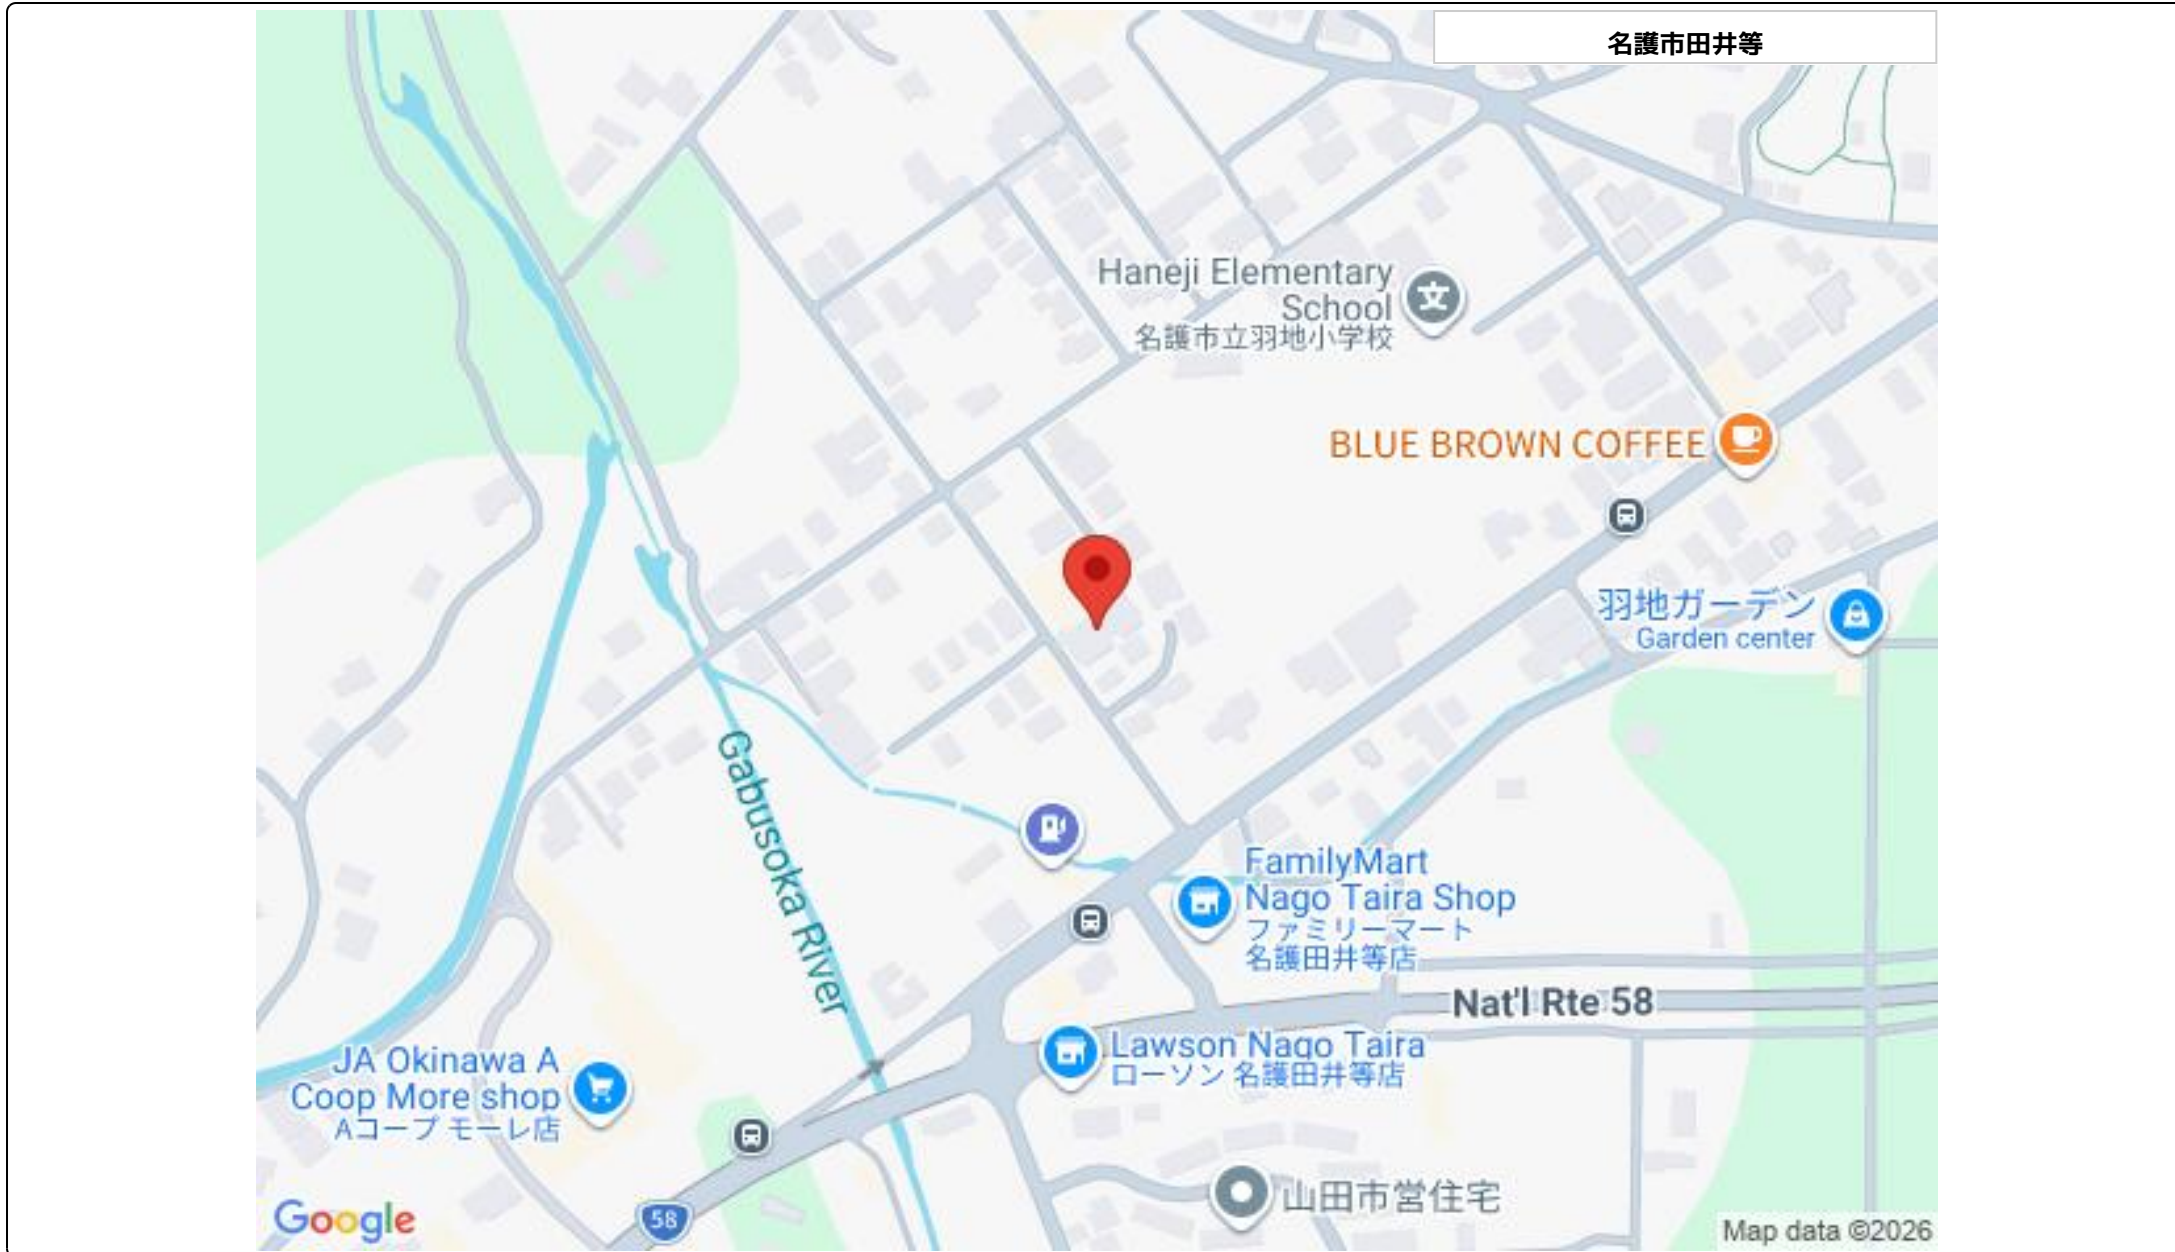 名護市田井等
Haneji Elementary
School
名護市立羽地小学校
文
BLUE BROWN COFFEE
羽地ガーデン
Garden center
Gabusoka River
FamilyMart
Nago Taira Shop
ファミリーマート
名護田井等店
Nat'l Rte 58
Lawson Nago Taira
ローソン 名護田井等店
JA Okinawa A
Coop More shop
Aコープ モーレ店
山田市営住宅
58
Google
Map data ©2026